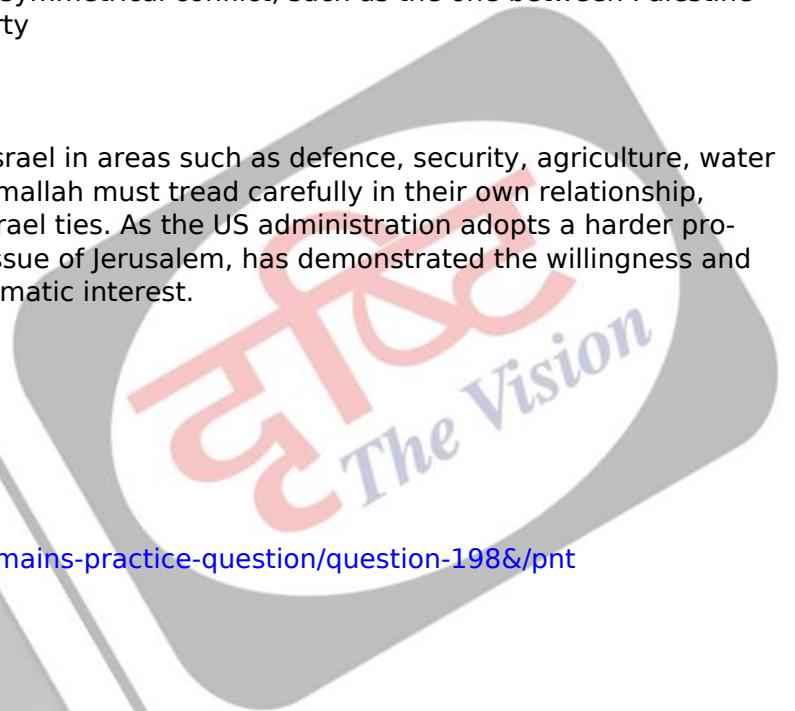 symmetrical conflict, such as the one between Palestine
rty
srael in areas such as defence, security, agriculture, water
mallah must tread carefully in their own relationship,
rael ties. As the US administration adopts a harder pro-
ssue of Jerusalem, has demonstrated the willingness and
matic interest.
दृष्टि
The Vision
mains-practice-question/question-198&/pnt